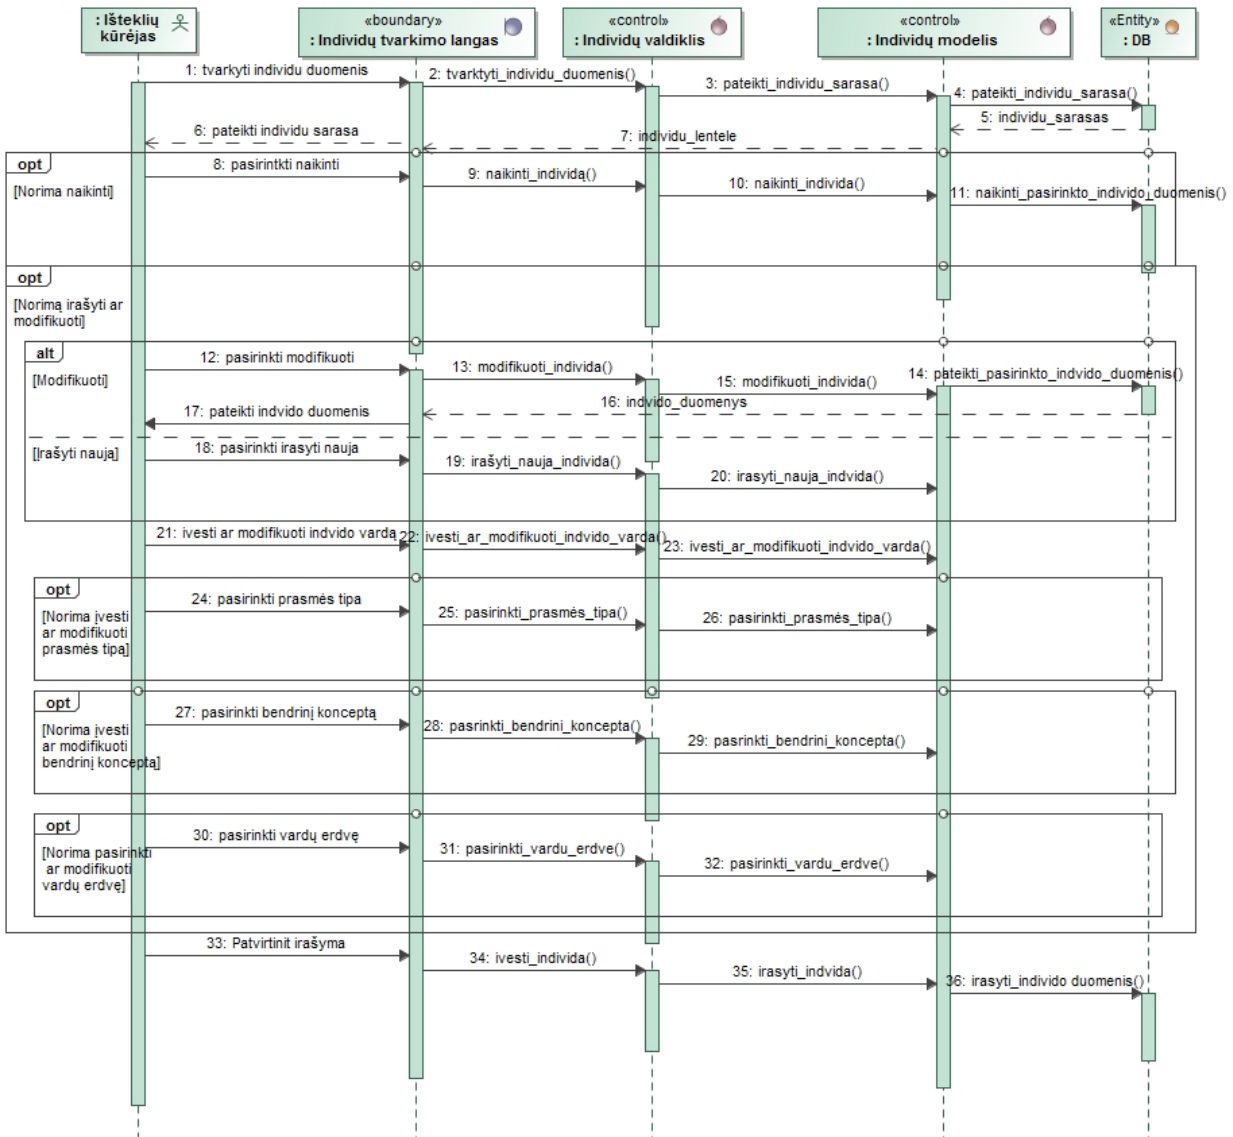 : Išteklių
kūrėjas
«boundary»
: Individų tvarkimo langas
«control»
: Individų valdiklis
«control»
: Individų modelis
«Entity»
: DB
1: tvarkyti individu duomenis
2: tvarktyti_individu_duomenis()
3: pateikti_individu_sarasa()
4: pateikti_individu_sarasa()
5: individu_sarasas
6: pateikti individu sarasa
7: individu_lentele
opt
[Norima naikinti]
8: pasirintkti naikinti
9: naikinti_individą()
10: naikinti_individa()
11: naikinti_pasirinkto_individo_duomenis()
opt
[Norimą irašyti ar
modifikuoti]
alt
[Modifikuoti]
12: pasirinkti modifikuoti
13: modifikuoti_individa()
14: pateikti_pasirinkto_indvido_duomenis()
15: modifikuoti_individa()
16: indvido_duomenys
17: pateikti indvido duomenis
[Įrašyti naują]
18: pasirinkti irasyti nauja
19: irašyti_nauja_individa()
20: irasyti_nauja_indvida()
21: ivesti ar modifikuoti indvido vardą
22: ivesti_ar_modifikuoti_indvido_varda()
23: ivesti_ar_modifikuoti_indvido_varda()
opt
[Norima įvesti
ar modifikuoti
prasmės tipą]
24: pasirinkti prasmės tipa
25: pasirinkti_prasmės_tipa()
26: pasirinkti_prasmės_tipa()
opt
[Norima įvesti
ar modifikuoti
bendrinį konceptą]
27: pasirinkti bendrinį konceptą
28: pasrinkti_bendrini_koncepta()
29: pasrinkti_bendrini_koncepta()
opt
[Norima pasirinkti
ar modifikuoti
vardų erdvę]
30: pasirinkti vardų erdvę
31: pasirinkti_vardu_erdve()
32: pasirinkti_vardu_erdve()
33: Patvirtinit irašyma
34: ivesti_individa()
35: irasyti_indvida()
36: irasyti_individo duomenis()